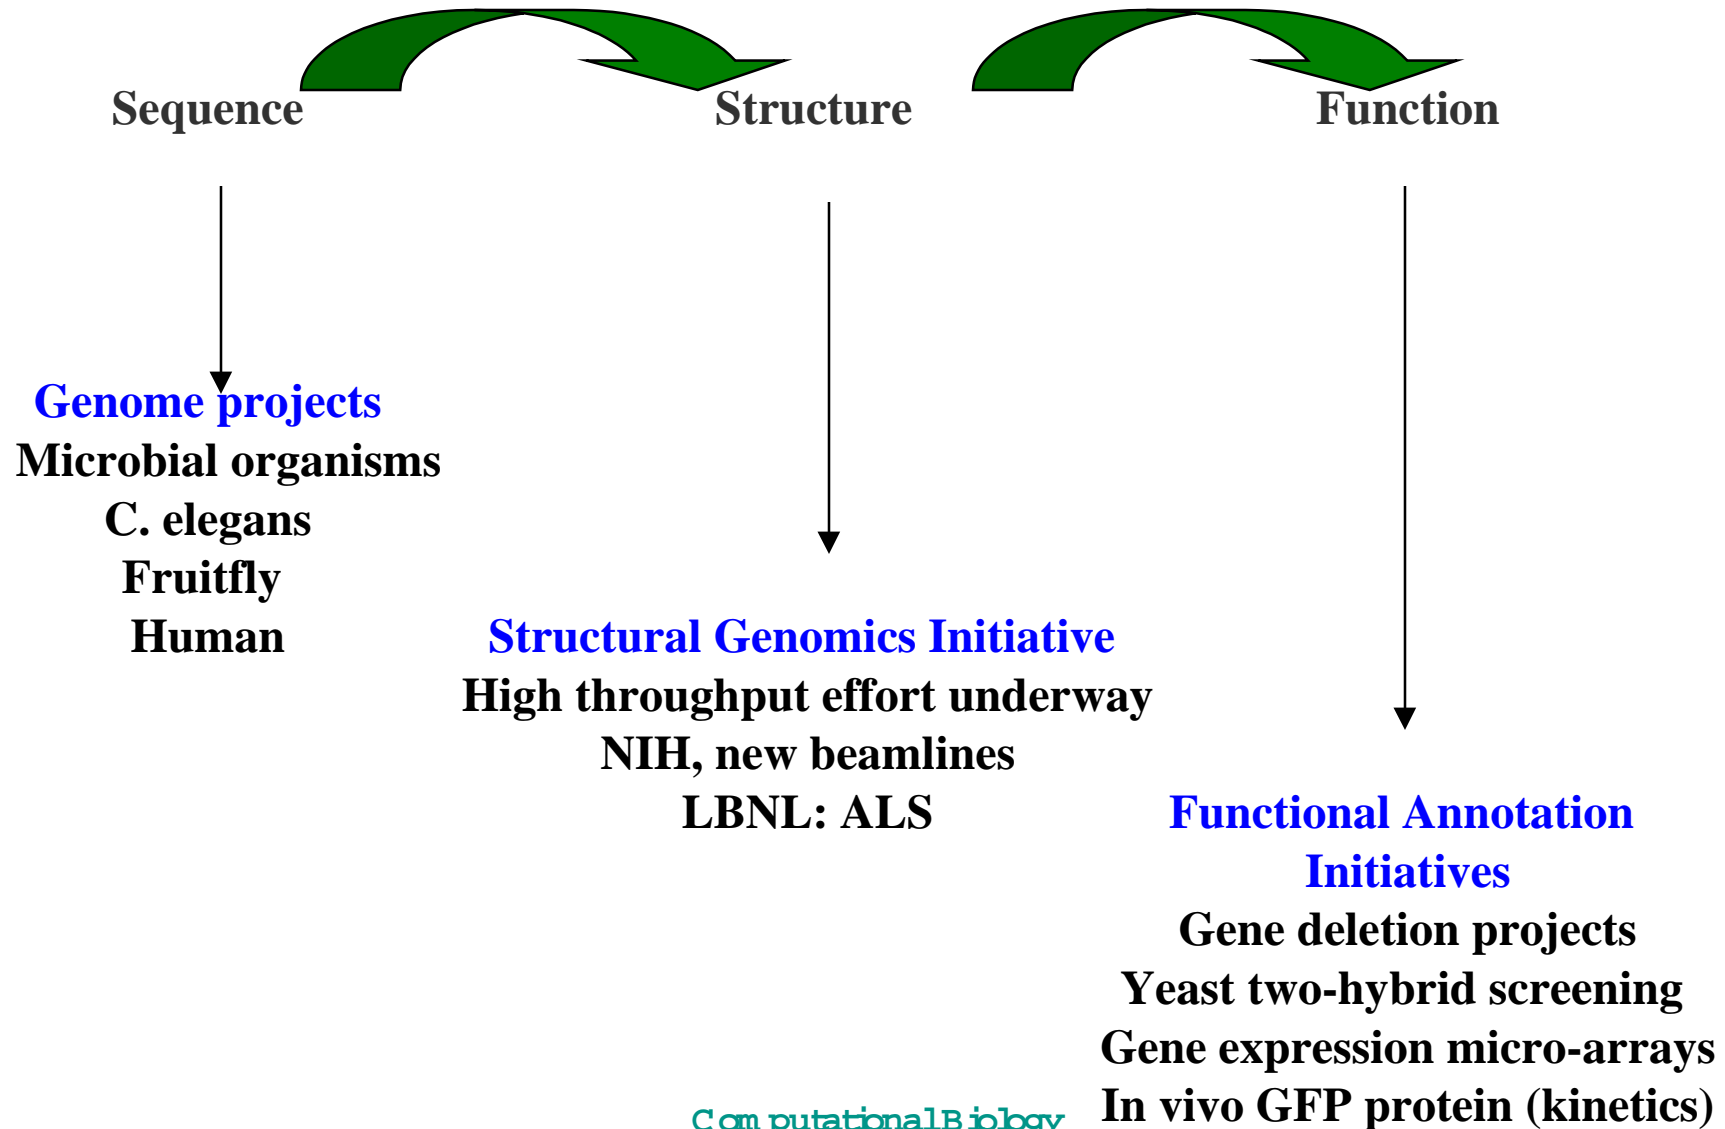 Sequence
Structure
Function
Genome projects
Microbial organisms
C. elegans
Fruitfly
Human
Structural Genomics Initiative
High throughput effort underway
NIH, new beamlines
LBNL: ALS
Functional Annotation
Initiatives
Gene deletion projects
Yeast two-hybrid screening
Gene expression micro-arrays
In vivo GFP protein (kinetics)
Computational Biology